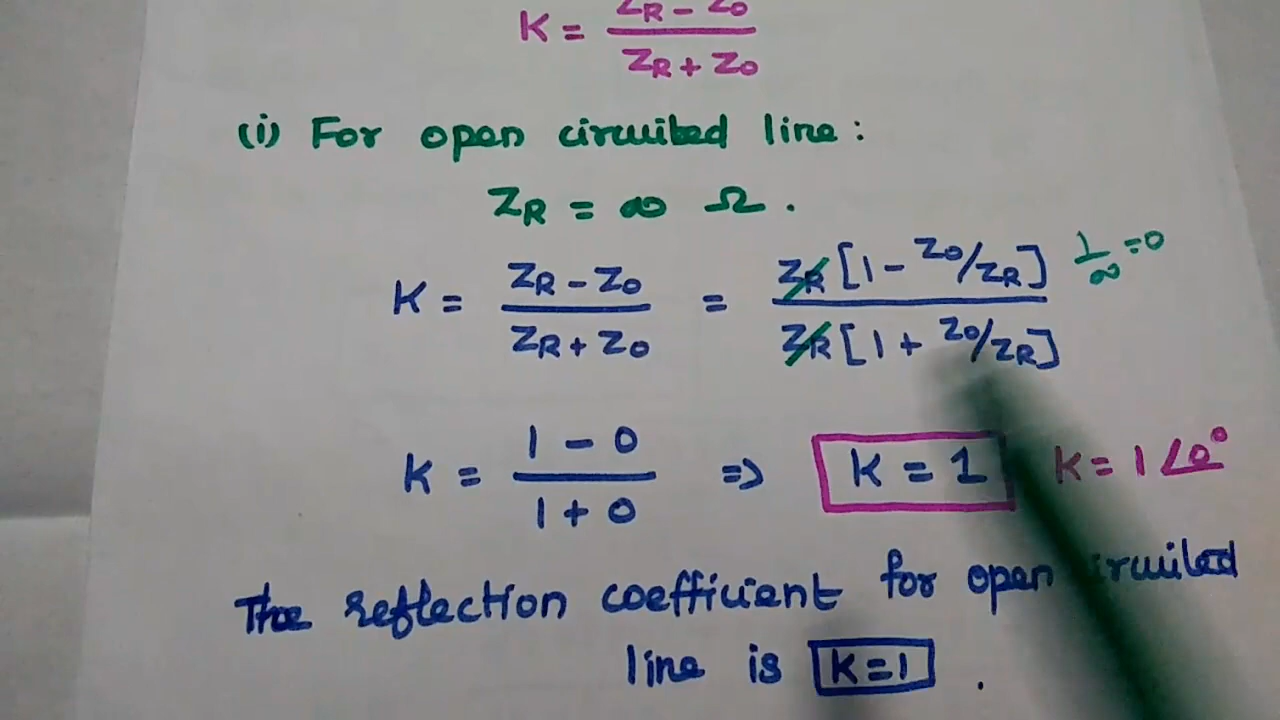 K = ZR - Z0 / ZR + Z0
(i) For open circuited line :
ZR = ∞ Ω .
K = ZR - Z0 / ZR + Z0 = ZR [1 - Z0/ZR] / ZR [1 + Z0/ZR] 1/∞ = 0
K = 1 - 0 / 1 + 0 => K = 1 K = 1∠0°
The reflection coefficient for open circuited
line is K=1 .